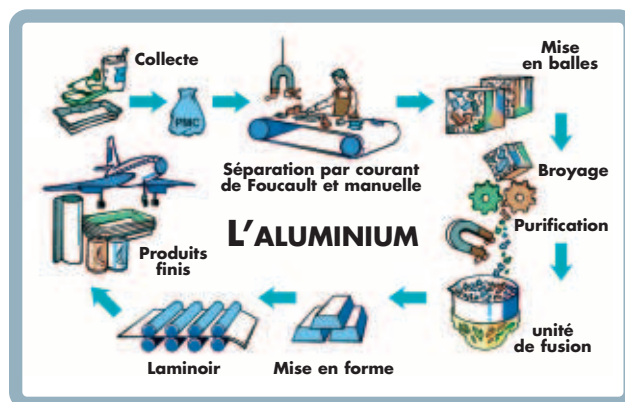 Collecte
PMC
Séparation par courant
de Foucault et manuelle
Mise
en balles
Broyage
Purification
unité
de fusion
Mise en forme
Laminoir
Produits
finis
L'ALUMINIUM